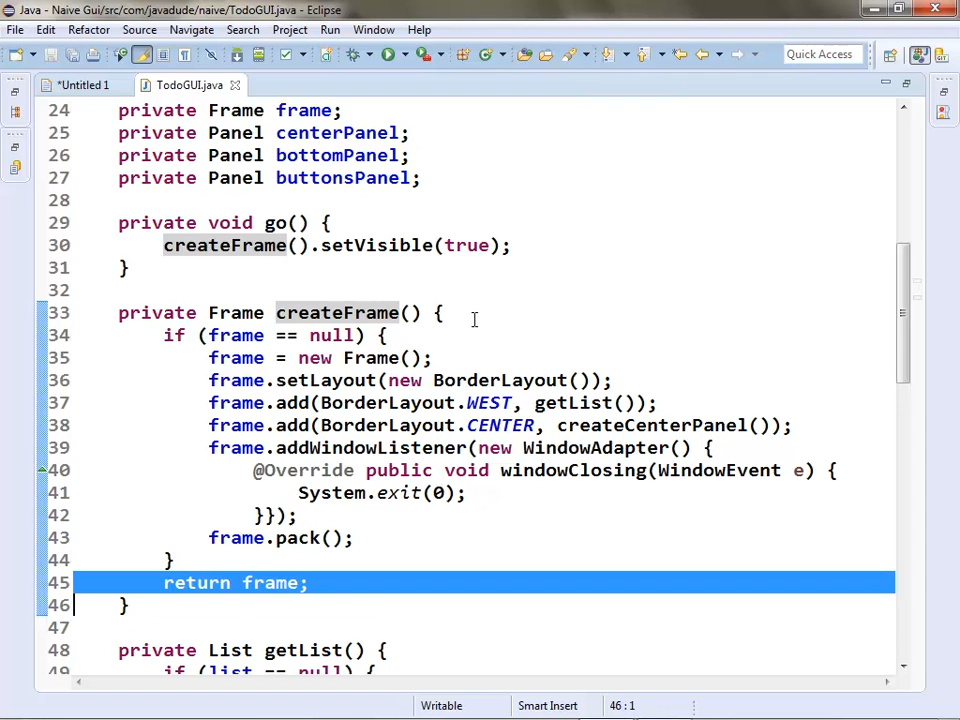 Java - Naive Gui/src/com/javadude/naive/TodoGUI.java - Eclipse
File Edit Refactor Source Navigate Search Project Run Window Help
Quick Access
*Untitled 1 TodoGUI.java
24 private Frame frame;
25 private Panel centerPanel;
26 private Panel bottomPanel;
27 private Panel buttonsPanel;
28
29 private void go() {
30 createFrame().setVisible(true);
31 }
32
33 private Frame createFrame() {
34 if (frame == null) {
35 frame = new Frame();
36 frame.setLayout(new BorderLayout());
37 frame.add(BorderLayout.WEST, getList());
38 frame.add(BorderLayout.CENTER, createCenterPanel());
39 frame.addWindowListener(new WindowAdapter() {
40 @Override public void windowClosing(WindowEvent e) {
41 System.exit(0);
42 }});
43 frame.pack();
44 }
45 return frame;
46 }
47
48 private List getList() {
49 if (list == null) {
Writable Smart Insert 46 : 1